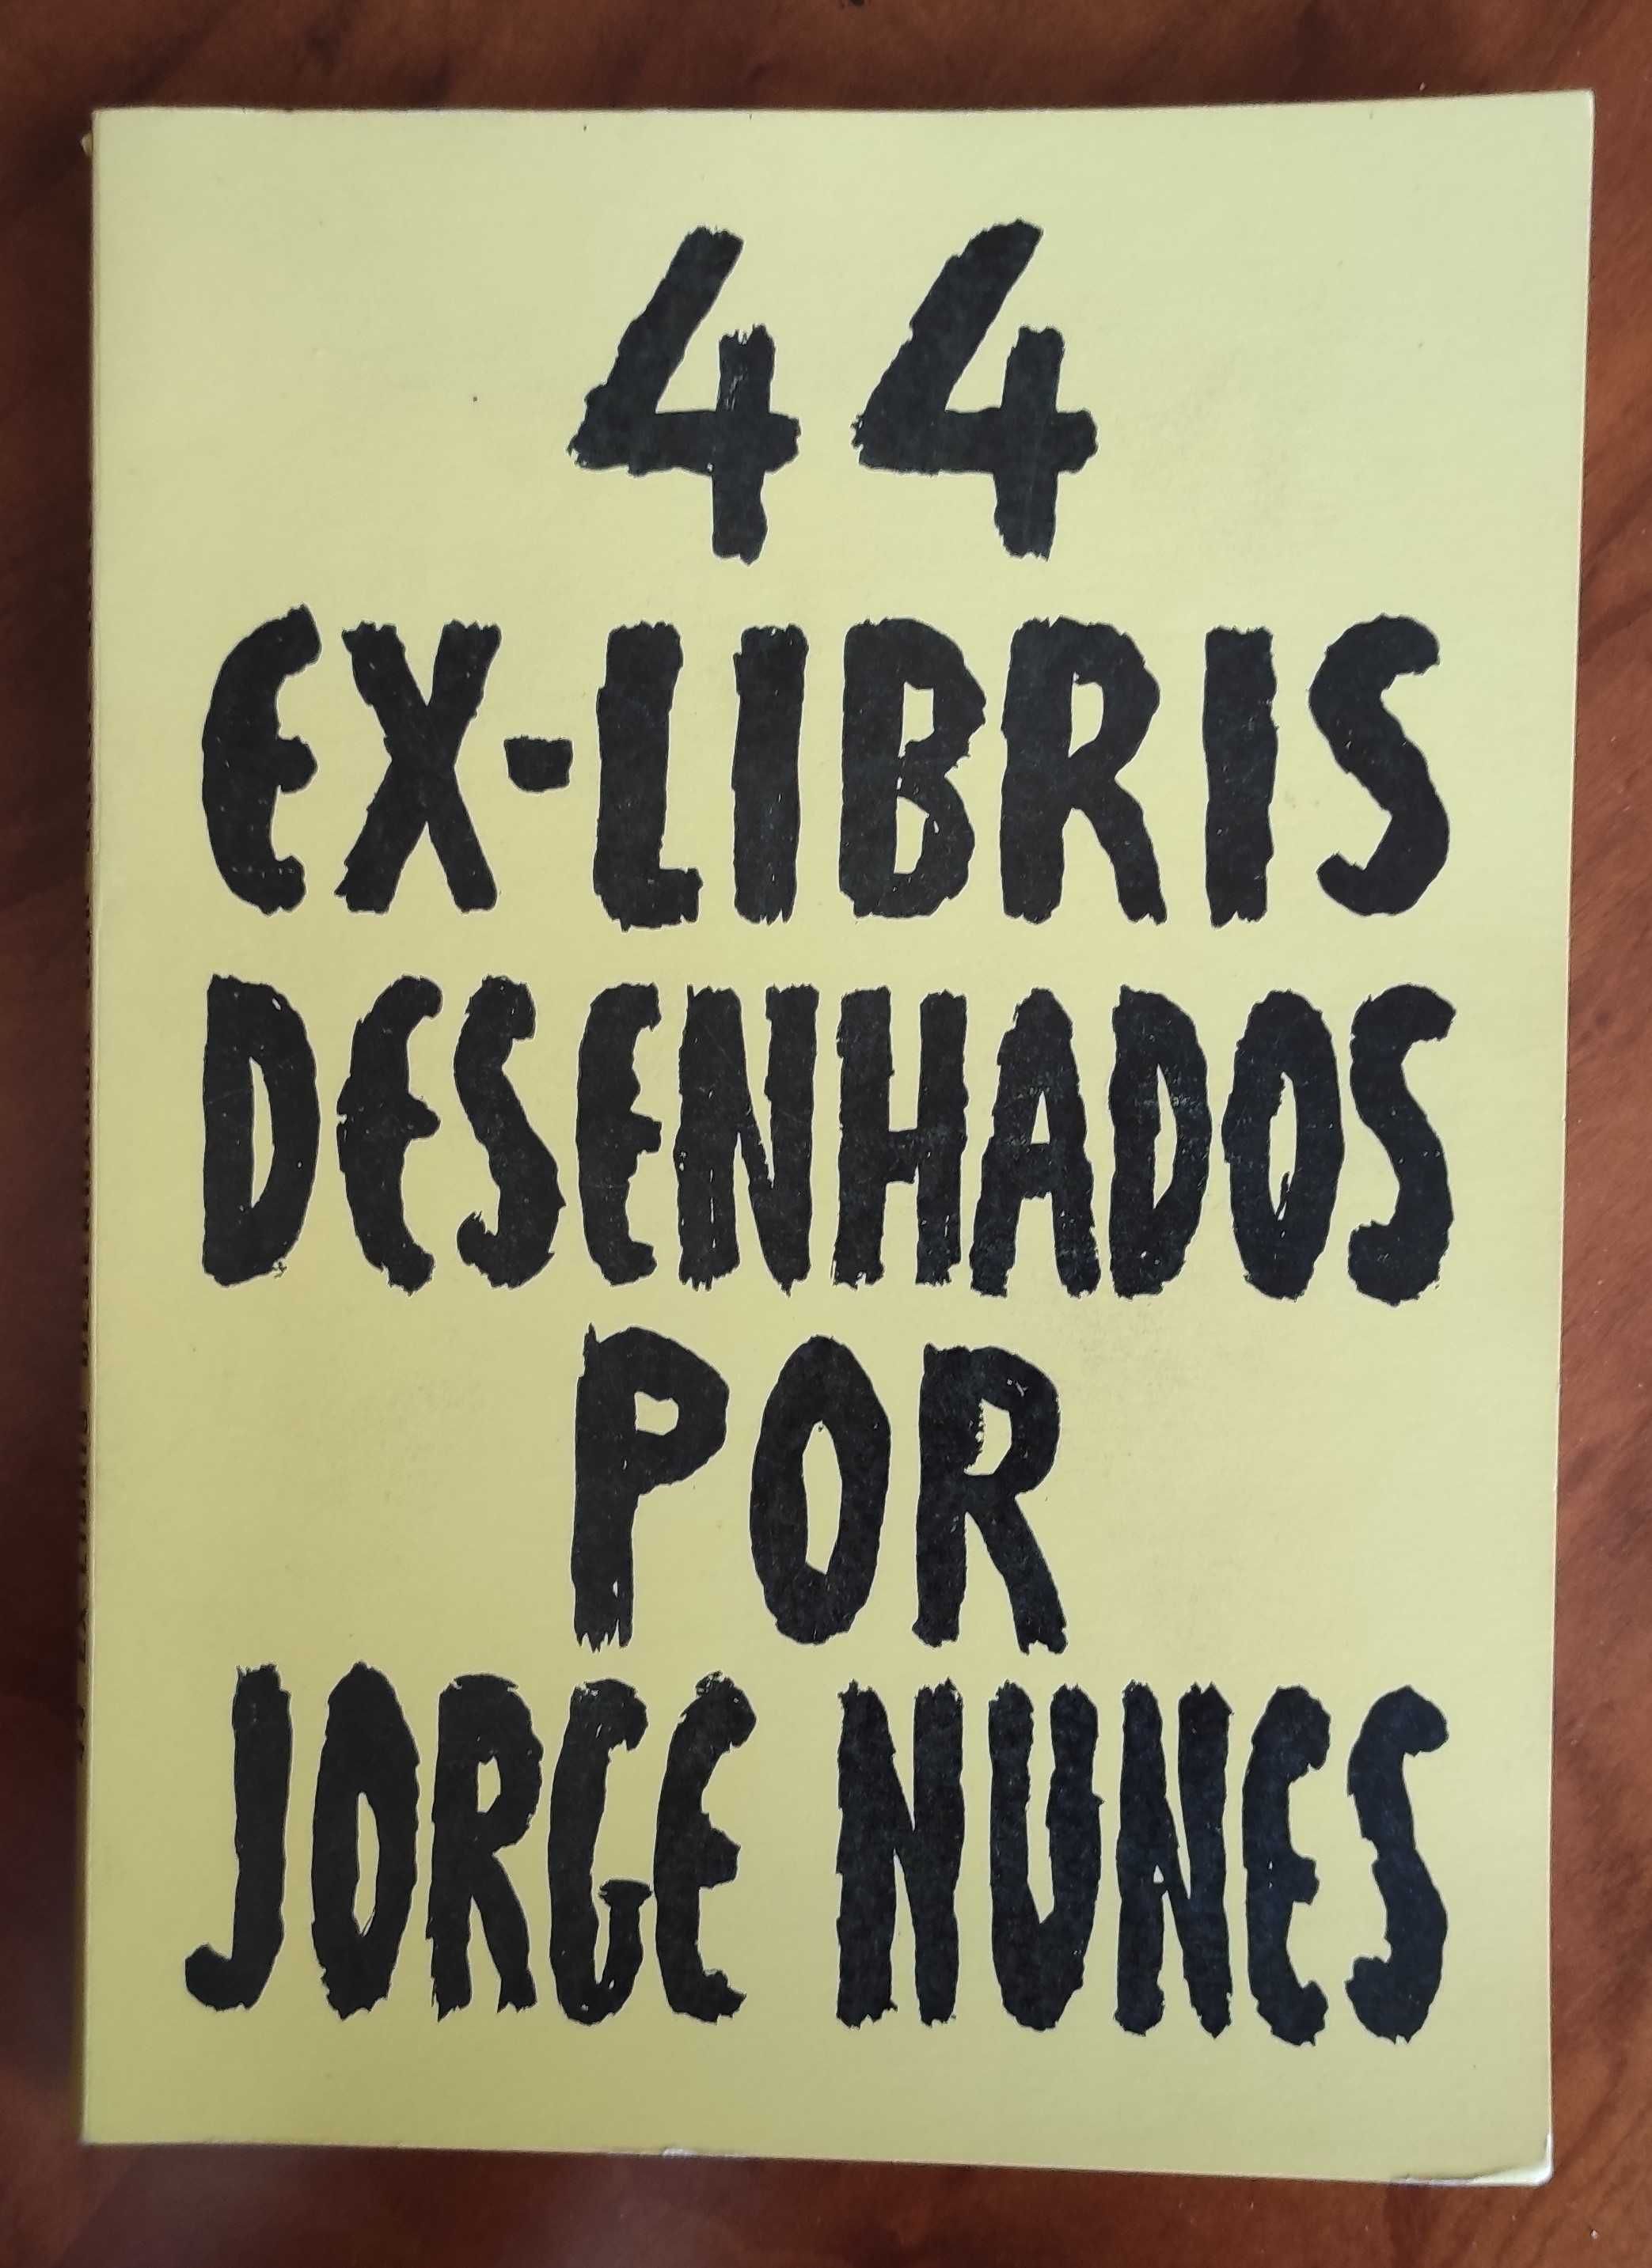 44
EX-LIBRIS
DESENHADOS
POR
JORGE NUNES